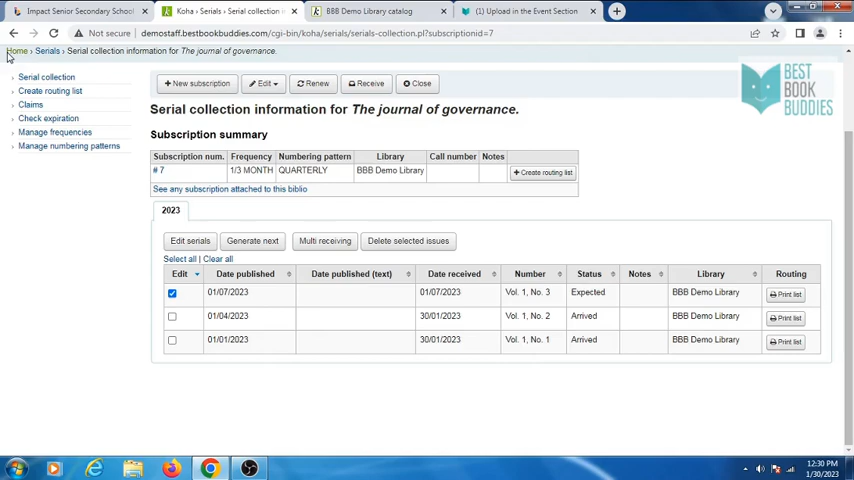 Impact Senior Secondary School
Koha › Serials › Serial collection in
BBB Demo Library catalog
(1) Upload in the Event Section
Not secure | demostaff.bestbookbuddies.com/cgi-bin/koha/serials/serials-collection.pl?subscriptionid=7
Home › Serials › Serial collection information for The journal of governance.
Serial collection
Create routing list
Claims
Check expiration
Manage frequencies
Manage numbering patterns
+ New subscription Edit Renew Receive Close
BEST BOOK BUDDIES
Serial collection information for The journal of governance.
Subscription summary
Subscription num. Frequency Numbering pattern Library Call number Notes
# 7 1/3 MONTH QUARTERLY BBB Demo Library + Create routing list
See any subscription attached to this biblio
2023
Edit serials Generate next Multi receiving Delete selected issues
Select all | Clear all
Edit Date published Date published (text) Date received Number Status Notes Library Routing
01/07/2023 01/07/2023 Vol. 1, No. 3 Expected BBB Demo Library Print list
01/04/2023 30/01/2023 Vol. 1, No. 2 Arrived BBB Demo Library Print list
01/01/2023 30/01/2023 Vol. 1, No. 1 Arrived BBB Demo Library Print list
12:30 PM
1/30/2023